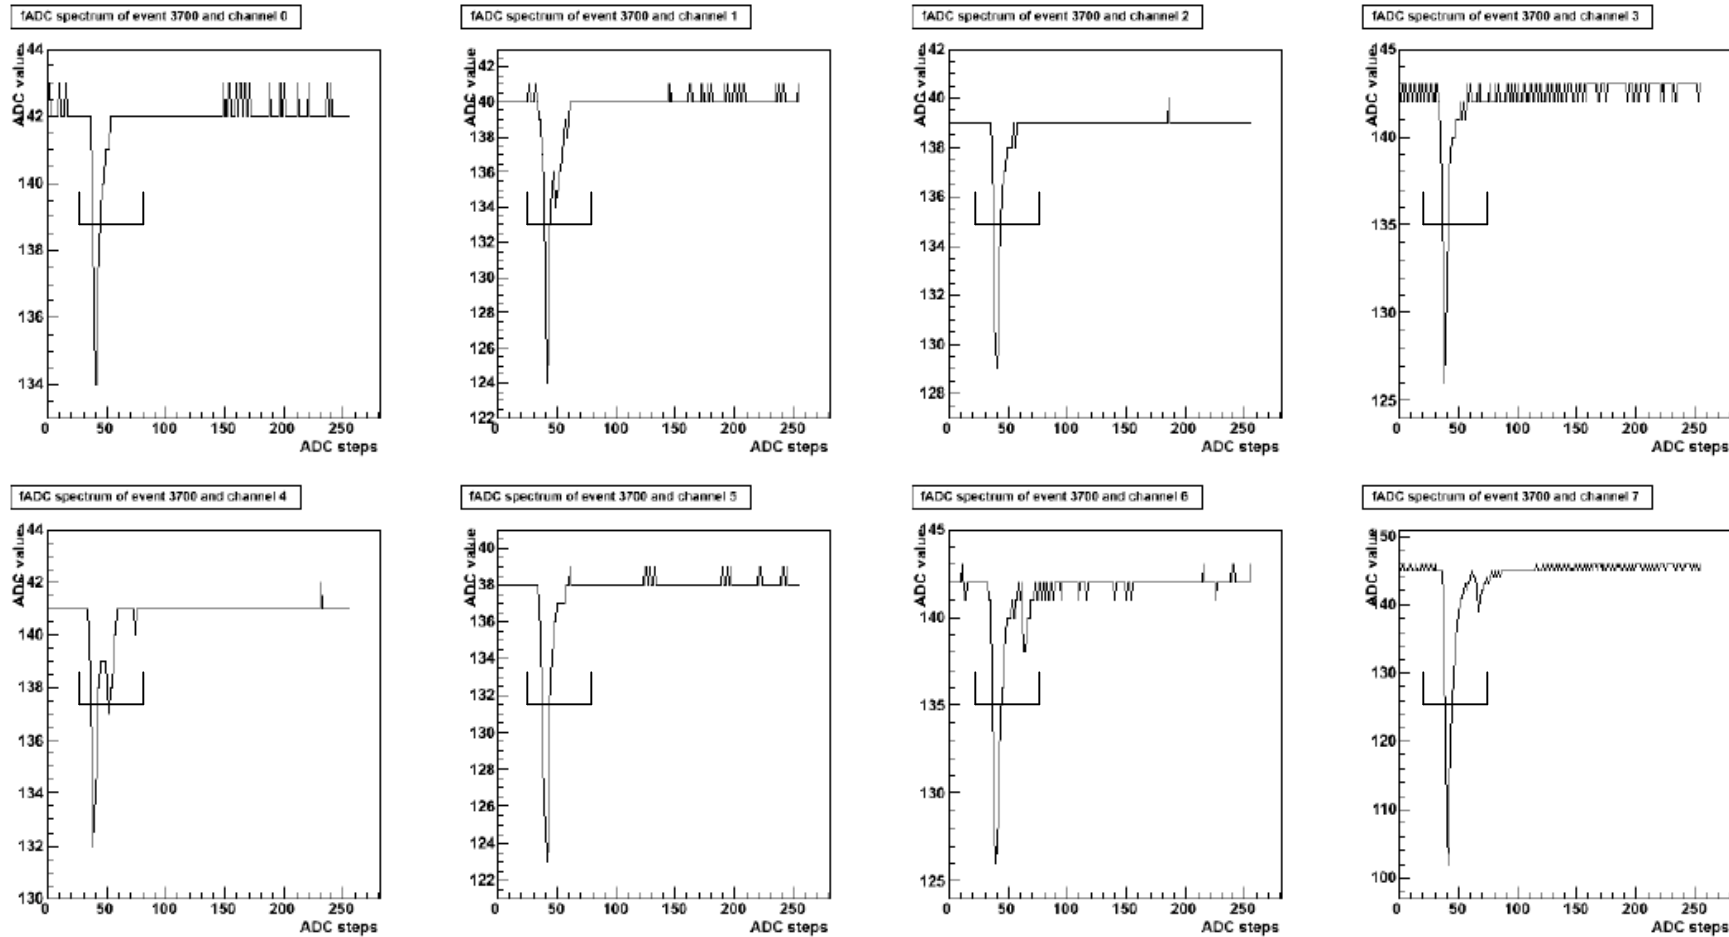 fADC spectrum of event 3700 and channel 0
ADC value
144
142
140
138
136
134
0 50 100 150 200 250
ADC steps
fADC spectrum of event 3700 and channel 1
ADC value
142
140
138
136
134
132
130
128
126
124
122
0 50 100 150 200 250
ADC steps
fADC spectrum of event 3700 and channel 2
ADC value
142
140
138
136
134
132
130
128
0 50 100 150 200 250
ADC steps
fADC spectrum of event 3700 and channel 3
ADC value
145
140
135
130
125
0 50 100 150 200 250
ADC steps
fADC spectrum of event 3700 and channel 4
ADC value
144
142
140
138
136
134
132
130
0 50 100 150 200 250
ADC steps
fADC spectrum of event 3700 and channel 5
ADC value
140
138
136
134
132
130
128
126
124
122
0 50 100 150 200 250
ADC steps
fADC spectrum of event 3700 and channel 6
ADC value
145
140
135
130
125
0 50 100 150 200 250
ADC steps
fADC spectrum of event 3700 and channel 7
ADC value
150
140
130
120
110
100
0 50 100 150 200 250
ADC steps